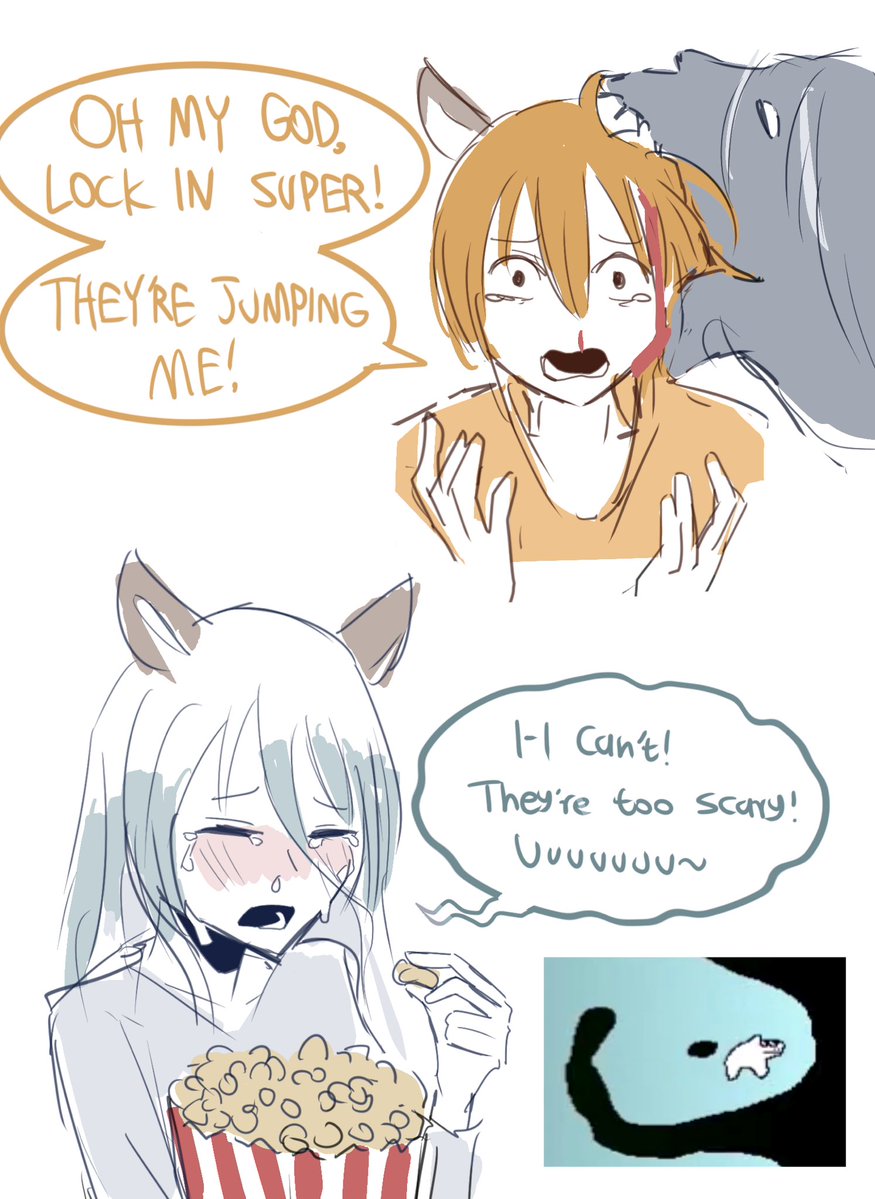 OH MY GOD,
LOCK IN SUPER!
THEY'RE JUMPING
ME!
I-I Can't!
They're too scary!
Uuuuuuu~